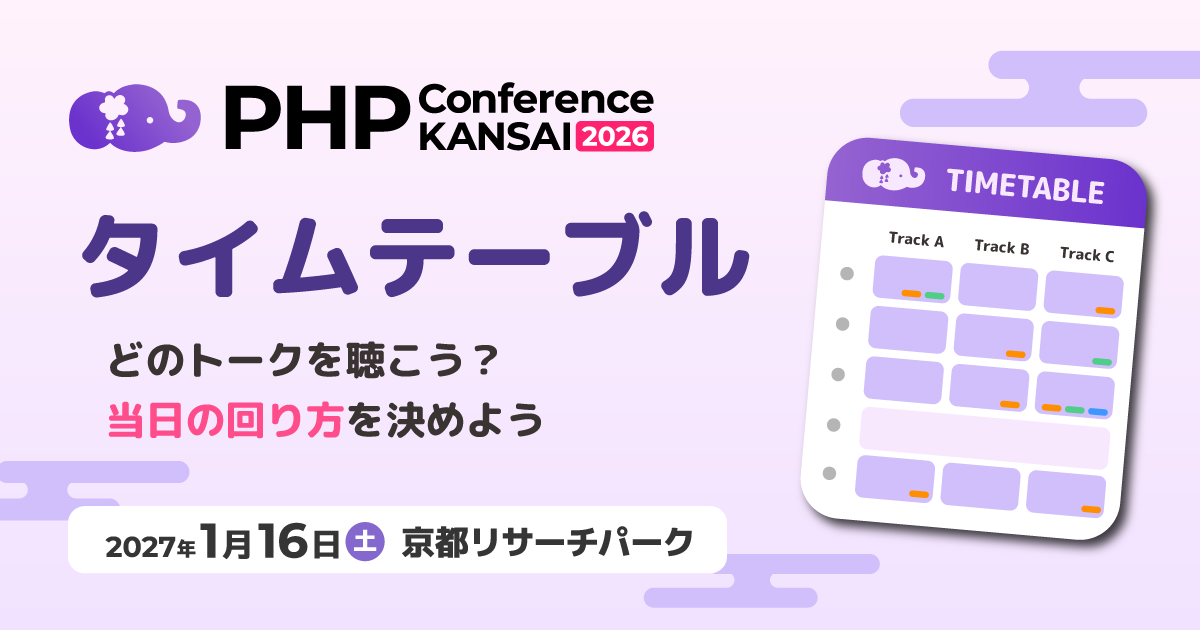 PHP Conference
KANSAI 2026
タイムテーブル
どのトークを聴こう？
当日の回り方を決めよう
2027年1月16日 土 京都リサーチパーク
TIMETABLE
Track A Track B Track C